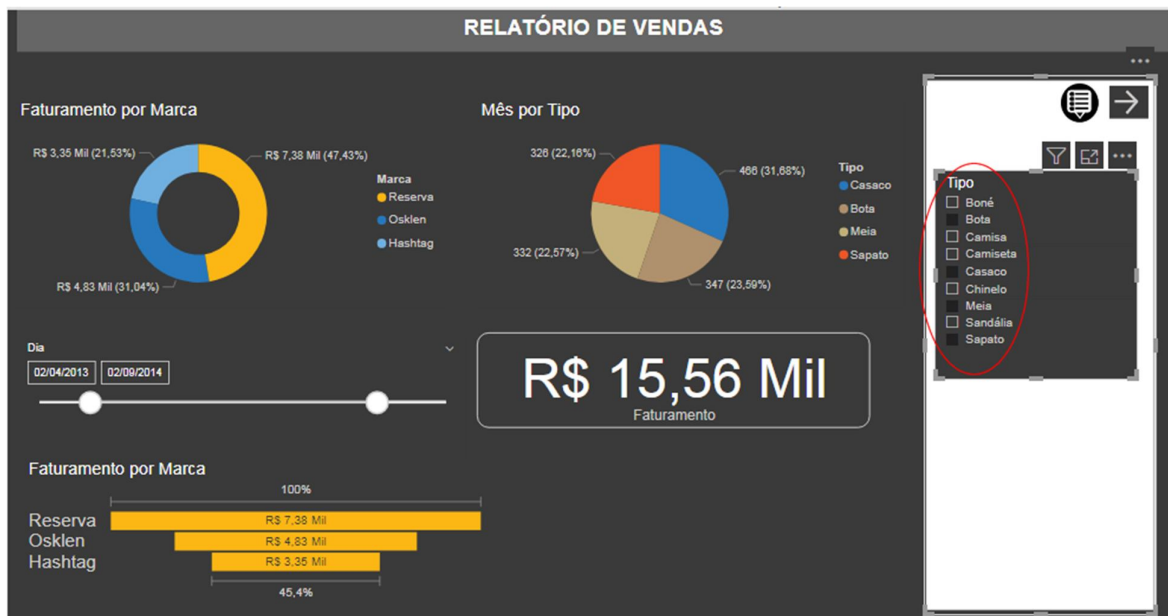 RELATÓRIO DE VENDAS
Faturamento por Marca
R$ 3,35 Mil (21,53%)
R$ 7,38 Mil (47,43%)
R$ 4,83 Mil (31,04%)
Marca
Reserva
Osklen
Hashtag
Mês por Tipo
326 (22,16%)
466 (31,68%)
332 (22,57%)
347 (23,59%)
Tipo
Casaco
Bota
Meia
Sapato
Tipo
Boné
Bota
Camisa
Camiseta
Casaco
Chinelo
Meia
Sandália
Sapato
Dia
02/04/2013 02/09/2014
R$ 15,56 Mil
Faturamento
Faturamento por Marca
100%
Reserva R$ 7,38 Mil
Osklen R$ 4,83 Mil
Hashtag R$ 3,35 Mil
45,4%